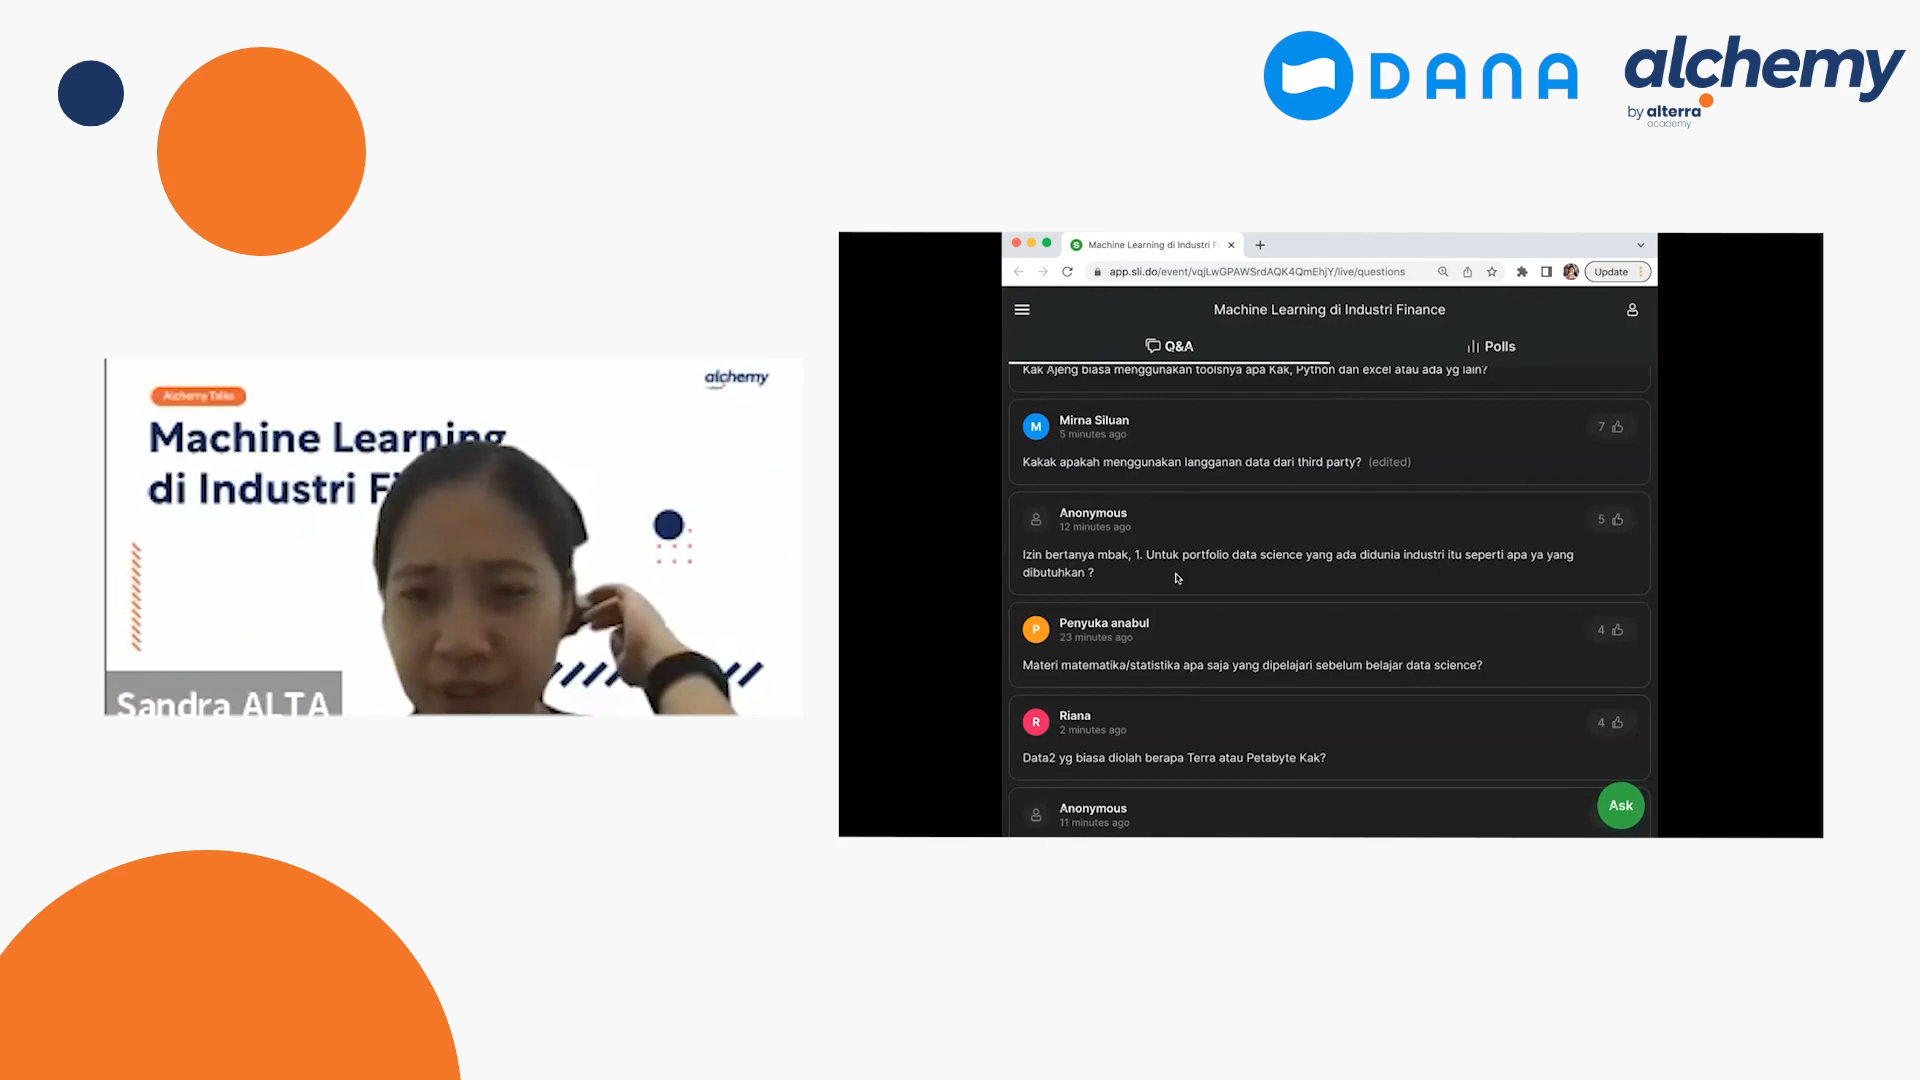 DANA
alchemy
by alterra
academy
Alchemy Talks
alchemy
Machine Learning
di Industri Fi
Sandra ALTA
Machine Learning di Industri F
app.sli.do/event/vqjLwGPAWSrdAQK4QmEhJY/live/questions
Update
Machine Learning di Industri Finance
Q&A
Polls
Kak Ajeng biasa menggunakan toolsnya apa Kak, Python dan excel atau ada yg lain?
M
Mirna Siluan
5 minutes ago
7
Kakak apakah menggunakan langganan data dari third party? (edited)
Anonymous
12 minutes ago
5
Izin bertanya mbak, 1. Untuk portfolio data science yang ada didunia industri itu seperti apa ya yang
dibutuhkan ?
P
Penyuka anabul
23 minutes ago
4
Materi matematika/statistika apa saja yang dipelajari sebelum belajar data science?
R
Riana
2 minutes ago
4
Data2 yg biasa diolah berapa Terra atau Petabyte Kak?
Anonymous
11 minutes ago
Ask